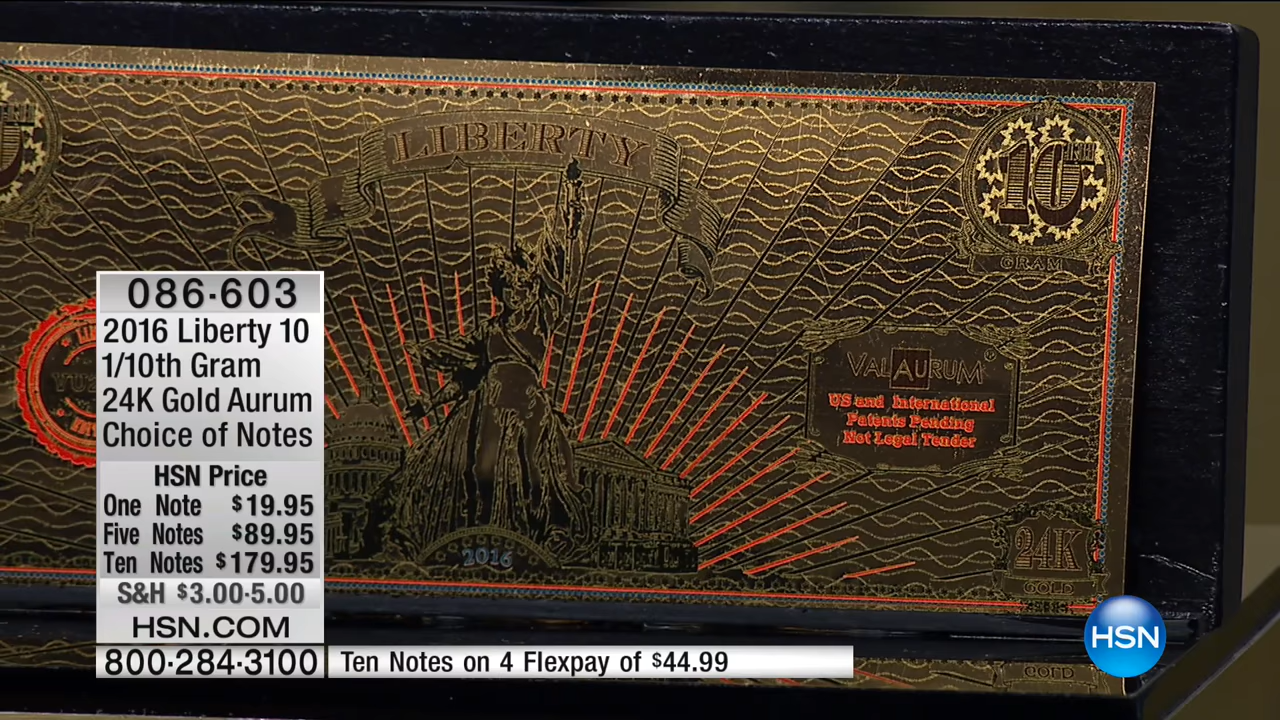 LIBERTY
10TH
GRAM
VALAURUM®
US and International
Patents Pending
Not Legal Tender
2016
24K
GOLD
GOLD
086-603
2016 Liberty 10
1/10th Gram
24K Gold Aurum
Choice of Notes
HSN Price
One Note $19.95
Five Notes $89.95
Ten Notes $179.95
S&H $3.00-5.00
HSN.COM
800-284-3100
Ten Notes on 4 Flexpay of $44.99
HSN